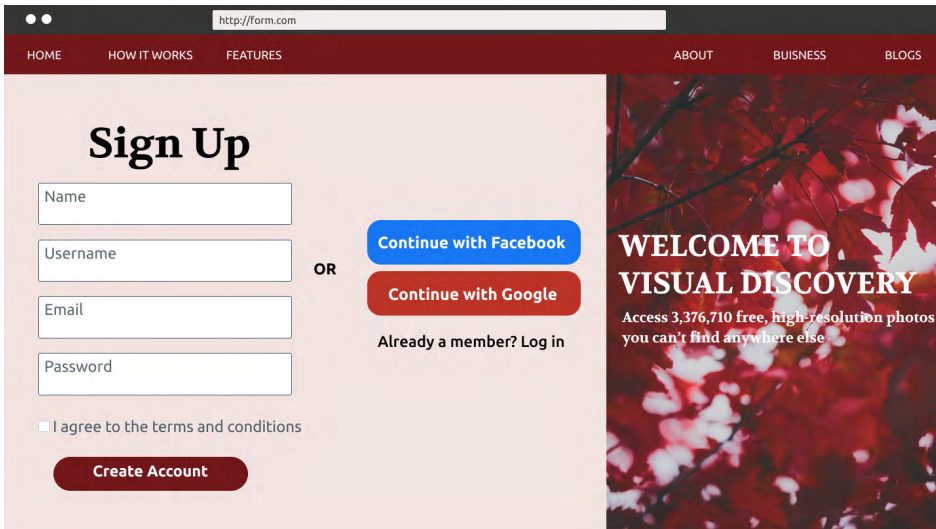 http://form.com
HOME HOW IT WORKS FEATURES ABOUT BUISNESS BLOGS
Sign Up
Name
Username
Email
Password
I agree to the terms and conditions
Create Account
OR
Continue with Facebook
Continue with Google
Already a member? Log in
WELCOME TO
VISUAL DISCOVERY
Access 3,376,710 free, high-resolution photos
you can't find anywhere else